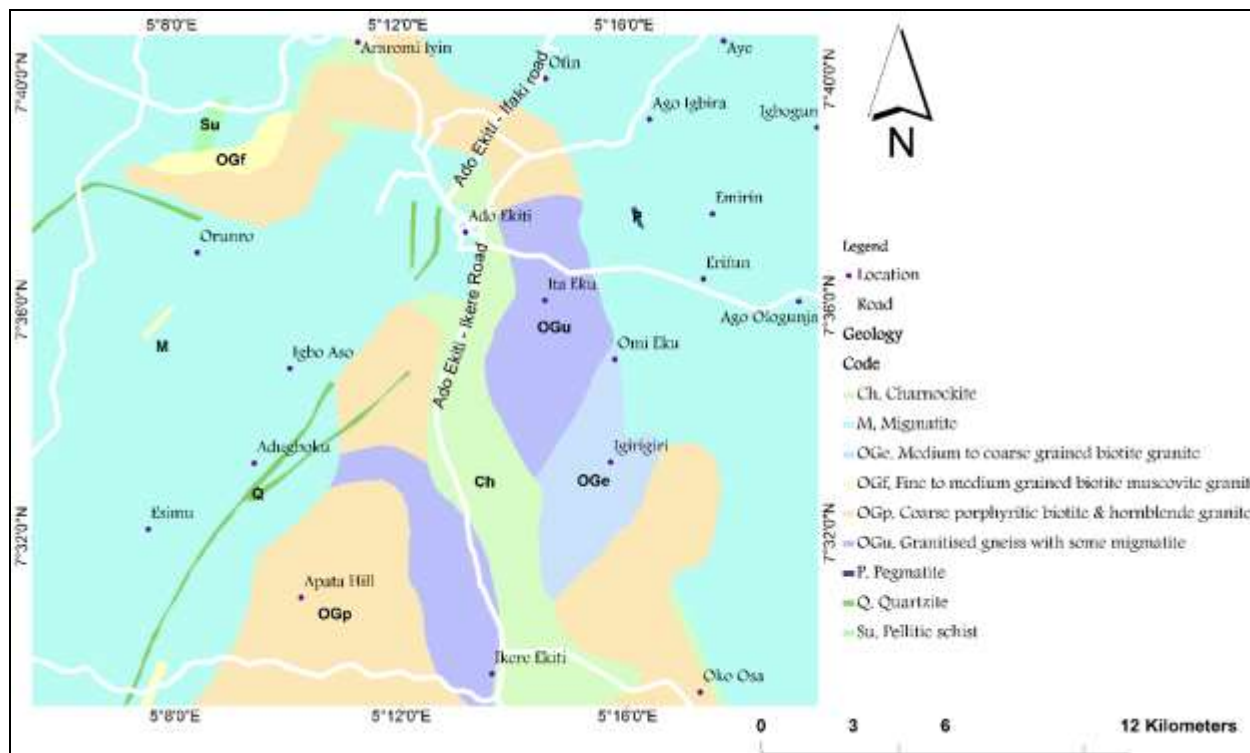 5°8'0"E
5°12'0"E
5°16'0"E
Araromi Iyin
Ofin
Aye
7°40'0"N
7°40'0"N
Ago Igbira
Igbogun
Su
OGf
Ado Ekiti - Ifaki road
N
Emirin
P
Orunro
Ado Ekiti
Legend
Location
Road
Geology
Code
Ch, Charnockite
M, Migmatite
OGe, Medium to coarse grained biotite granite
OGf, Fine to medium grained biotite muscovite granit
OGp, Coarse porphyritic biotite & hornblende granite
OGu, Granitised gneiss with some migmatite
P, Pegmatite
Q, Quartzite
Su, Pellitic schist
Erifun
Ita Eku
Ago Ologunja
7°36'0"N
7°36'0"N
OGu
M
Ado Ekiti - Ikere Road
Igbo Aso
Omi Eku
Adugboku
Igirigiri
Q
Ch
OGe
Esimu
7°32'0"N
7°32'0"N
Apata Hill
OGp
Ikere Ekiti
Oko Osa
5°8'0"E
5°12'0"E
5°16'0"E
0 3 6 12 Kilometers